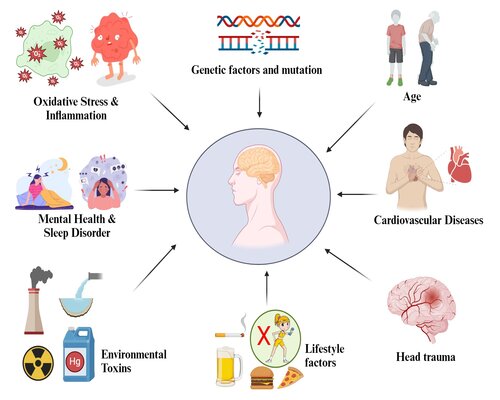 Genetic factors and mutation
Oxidative Stress &
Inflammation
Age
Mental Health &
Sleep Disorder
Cardiovascular Diseases
Environmental
Toxins
Hg
X
Lifestyle
factors
Head trauma